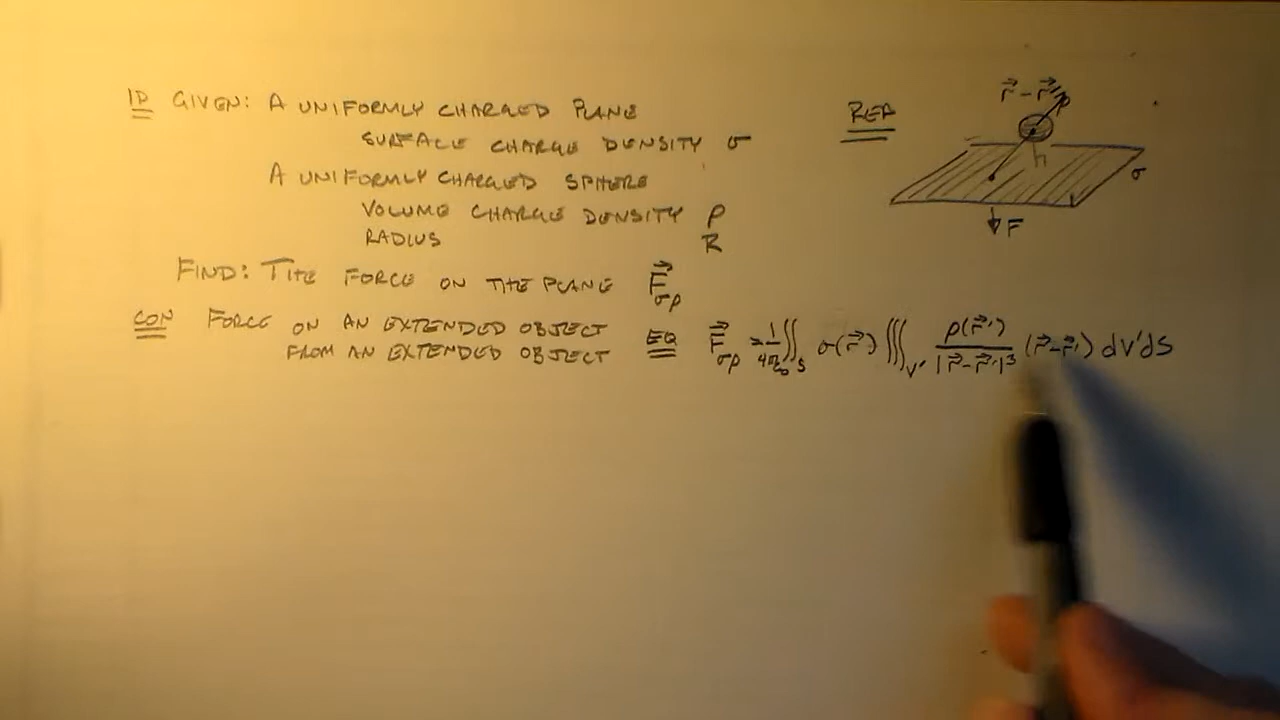 ID GIVEN: A UNIFORMLY CHARGED PLANE
SURFACE CHARGE DENSITY σ
A UNIFORMLY CHARGED SPHERE
VOLUME CHARGE DENSITY ρ
RADIUS R
FIND: THE FORCE ON THE PLANE F⃗σρ
CON FORCE ON AN EXTENDED OBJECT
FROM AN EXTENDED OBJECT
EQ F⃗σρ = 1/4πε₀ ∬S σ(r⃗) ∭V' ρ(r⃗')/|r⃗-r⃗'|³ (r⃗-r⃗') dV'dS
REP
r⃗-r⃗'
ρ
h
σ
F